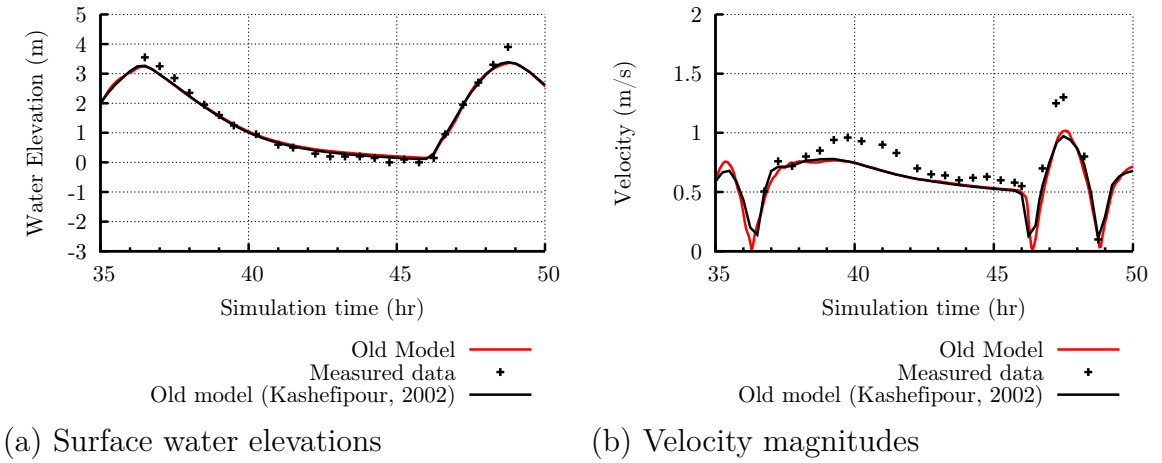 5
4
3
2
1
0
-1
-2
-3
35
40
45
50
Water Elevation (m)
Simulation time (hr)
Old Model
Measured data
Old model (Kashefipour, 2002)
(a) Surface water elevations
2
1.5
1
0.5
0
35
40
45
50
Velocity (m/s)
Simulation time (hr)
Old Model
Measured data
Old model (Kashefipour, 2002)
(b) Velocity magnitudes